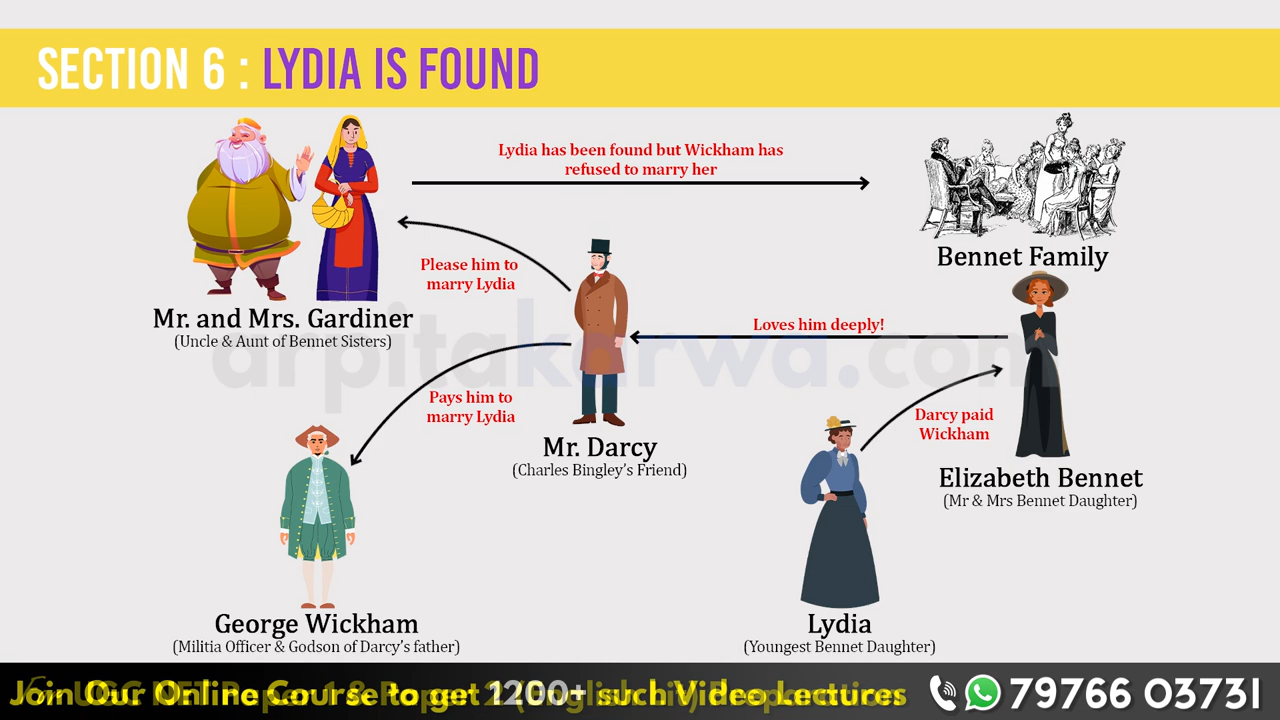 SECTION 6 : LYDIA IS FOUND
Lydia has been found but Wickham has
refused to marry her
Bennet Family
Please him to
marry Lydia
Mr. and Mrs. Gardiner
(Uncle & Aunt of Bennet Sisters)
Loves him deeply!
arpitakarwa.com
Pays him to
marry Lydia
Darcy paid
Wickham
Mr. Darcy
(Charles Bingley's Friend)
Elizabeth Bennet
(Mr & Mrs Bennet Daughter)
George Wickham
(Militia Officer & Godson of Darcy's father)
Lydia
(Youngest Bennet Daughter)
Join Our Online Course to get 1200+ such Video Lectures
79766 03731